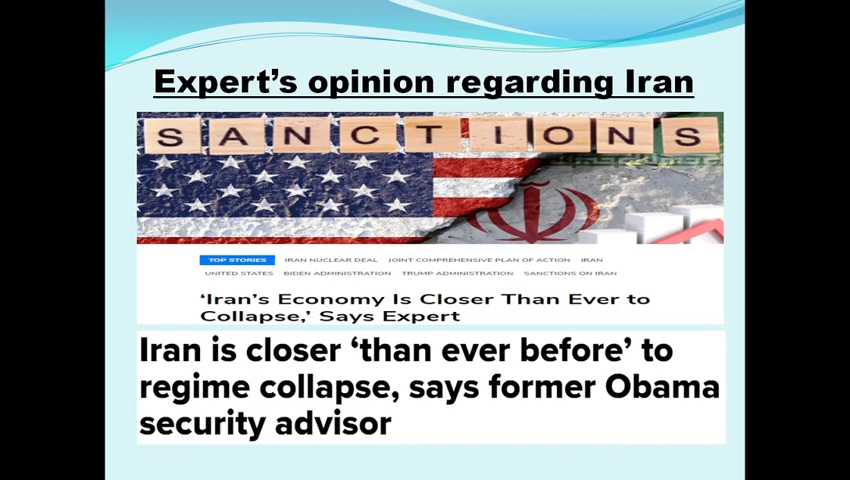 Expert's opinion regarding Iran
SANCTIONS
TOP STORIES IRAN NUCLEAR DEAL JOINT COMPREHENSIVE PLAN OF ACTION IRAN
UNITED STATES BIDEN ADMINISTRATION TRUMP ADMINISTRATION SANCTIONS ON IRAN
‘Iran’s Economy Is Closer Than Ever to
Collapse,’ Says Expert
Iran is closer ‘than ever before’ to
regime collapse, says former Obama
security advisor